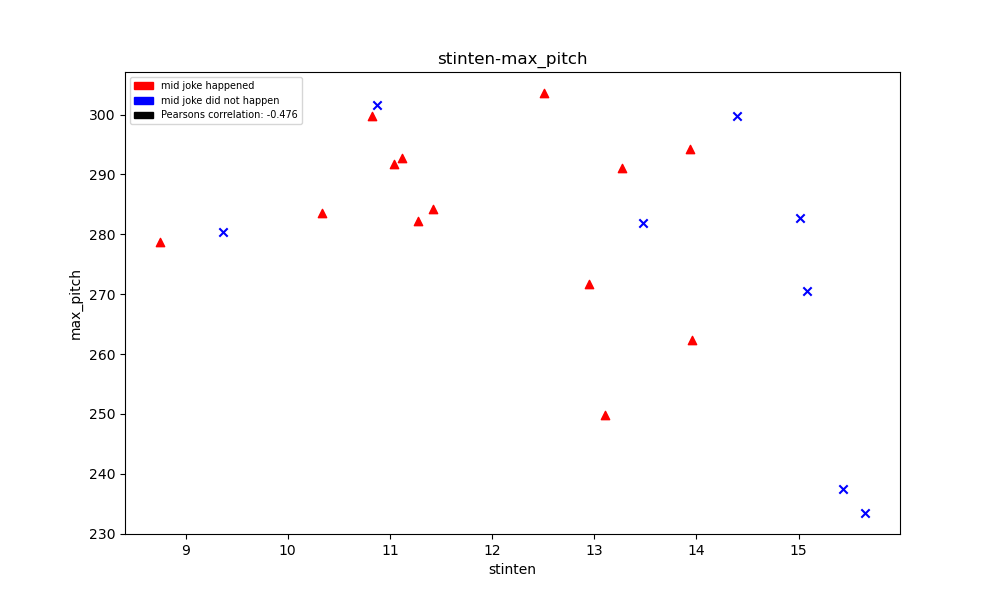 stinten-max_pitch
mid joke happened
mid joke did not happen
Pearsons correlation: -0.476
300
290
280
270
260
250
240
230
max_pitch
9 10 11 12 13 14 15
stinten